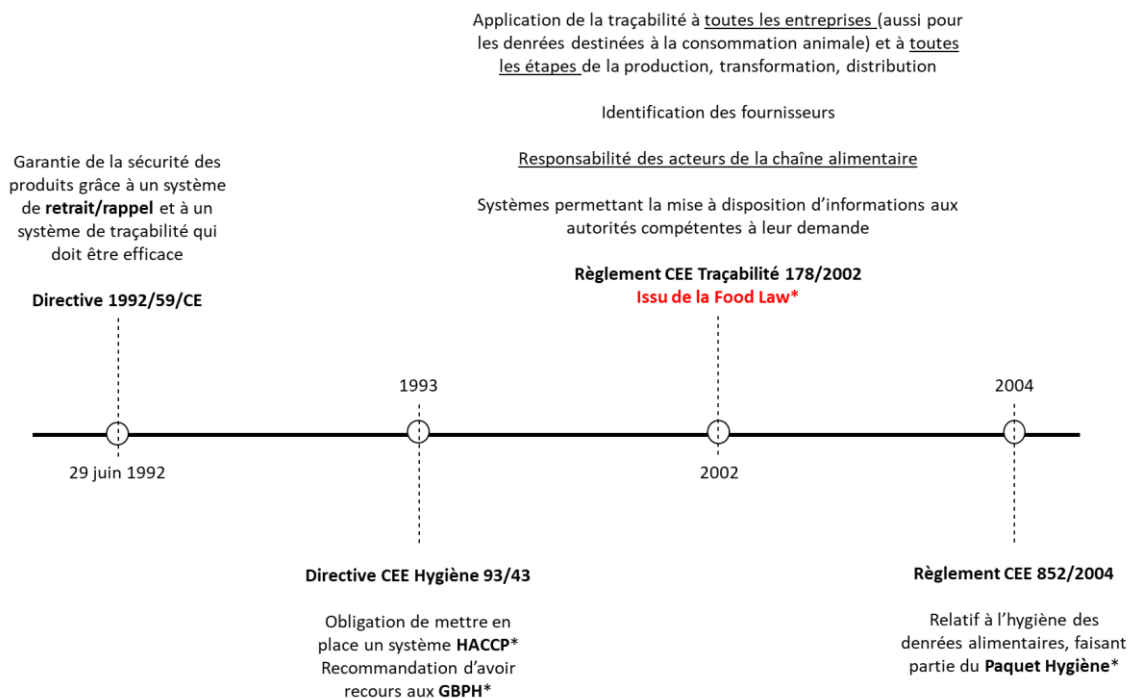 Application de la traçabilité à toutes les entreprises (aussi pour
les denrées destinées à la consommation animale) et à toutes
les étapes de la production, transformation, distribution
Identification des fournisseurs
Responsabilité des acteurs de la chaîne alimentaire
Systèmes permettant la mise à disposition d'informations aux
autorités compétentes à leur demande
Règlement CEE Traçabilité 178/2002
Issu de la Food Law*
Garantie de la sécurité des
produits grâce à un système
de retrait/rappel et à un
système de traçabilité qui
doit être efficace
Directive 1992/59/CE
1993
2004
29 juin 1992
2002
Directive CEE Hygiène 93/43
Obligation de mettre en
place un système HACCP*
Recommandation d'avoir
recours aux GBPH*
Règlement CEE 852/2004
Relatif à l'hygiène des
denrées alimentaires, faisant
partie du Paquet Hygiène*